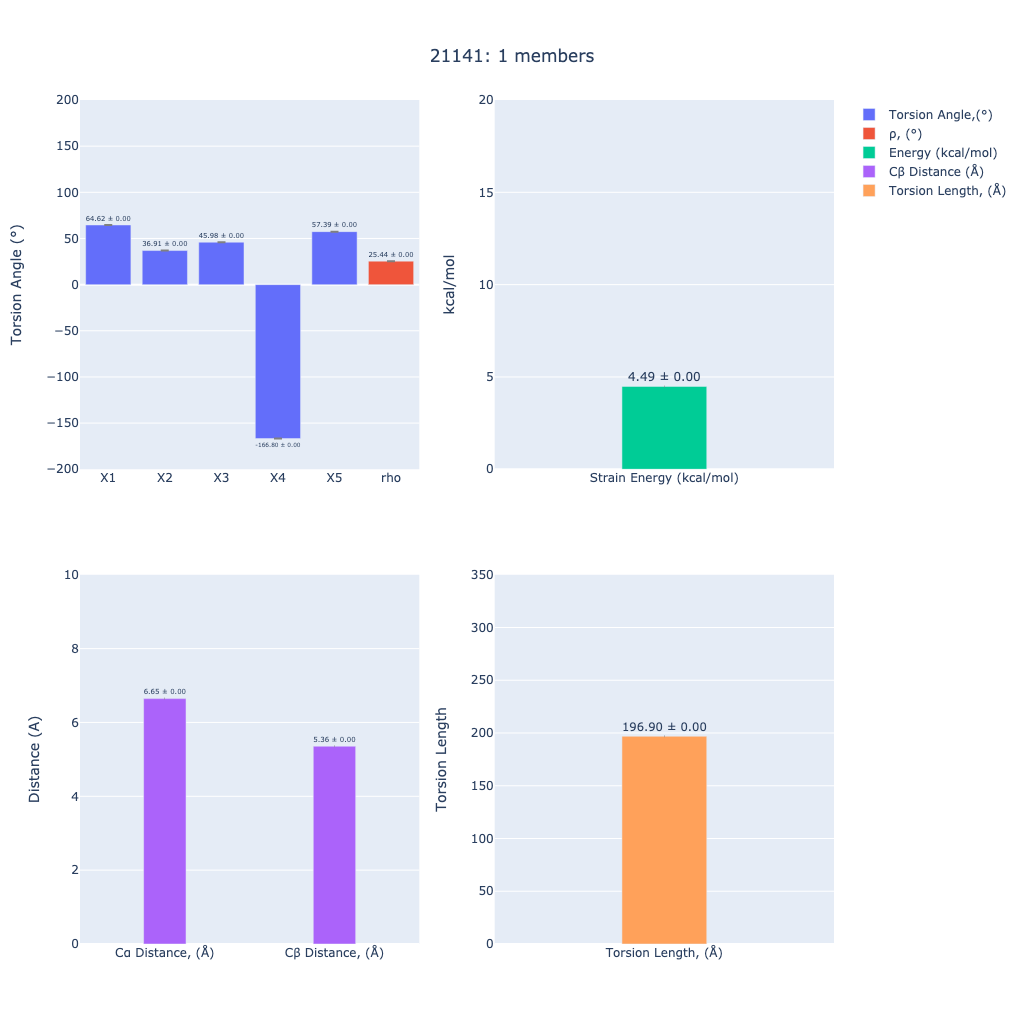 21141: 1 members
200
150
100
50
0
−50
−100
−150
−200
Torsion Angle (°)
64.62 ± 0.00
36.91 ± 0.00
45.98 ± 0.00
-166.80 ± 0.00
57.39 ± 0.00
25.44 ± 0.00
X1 X2 X3 X4 X5 rho
20
15
10
5
0
kcal/mol
4.49 ± 0.00
Strain Energy (kcal/mol)
Torsion Angle,(°)
ρ, (°)
Energy (kcal/mol)
Cβ Distance (Å)
Torsion Length, (Å)
10
8
6
4
2
0
Distance (A)
6.65 ± 0.00
5.36 ± 0.00
Cα Distance, (Å) Cβ Distance, (Å)
350
300
250
200
150
100
50
0
Torsion Length
196.90 ± 0.00
Torsion Length, (Å)